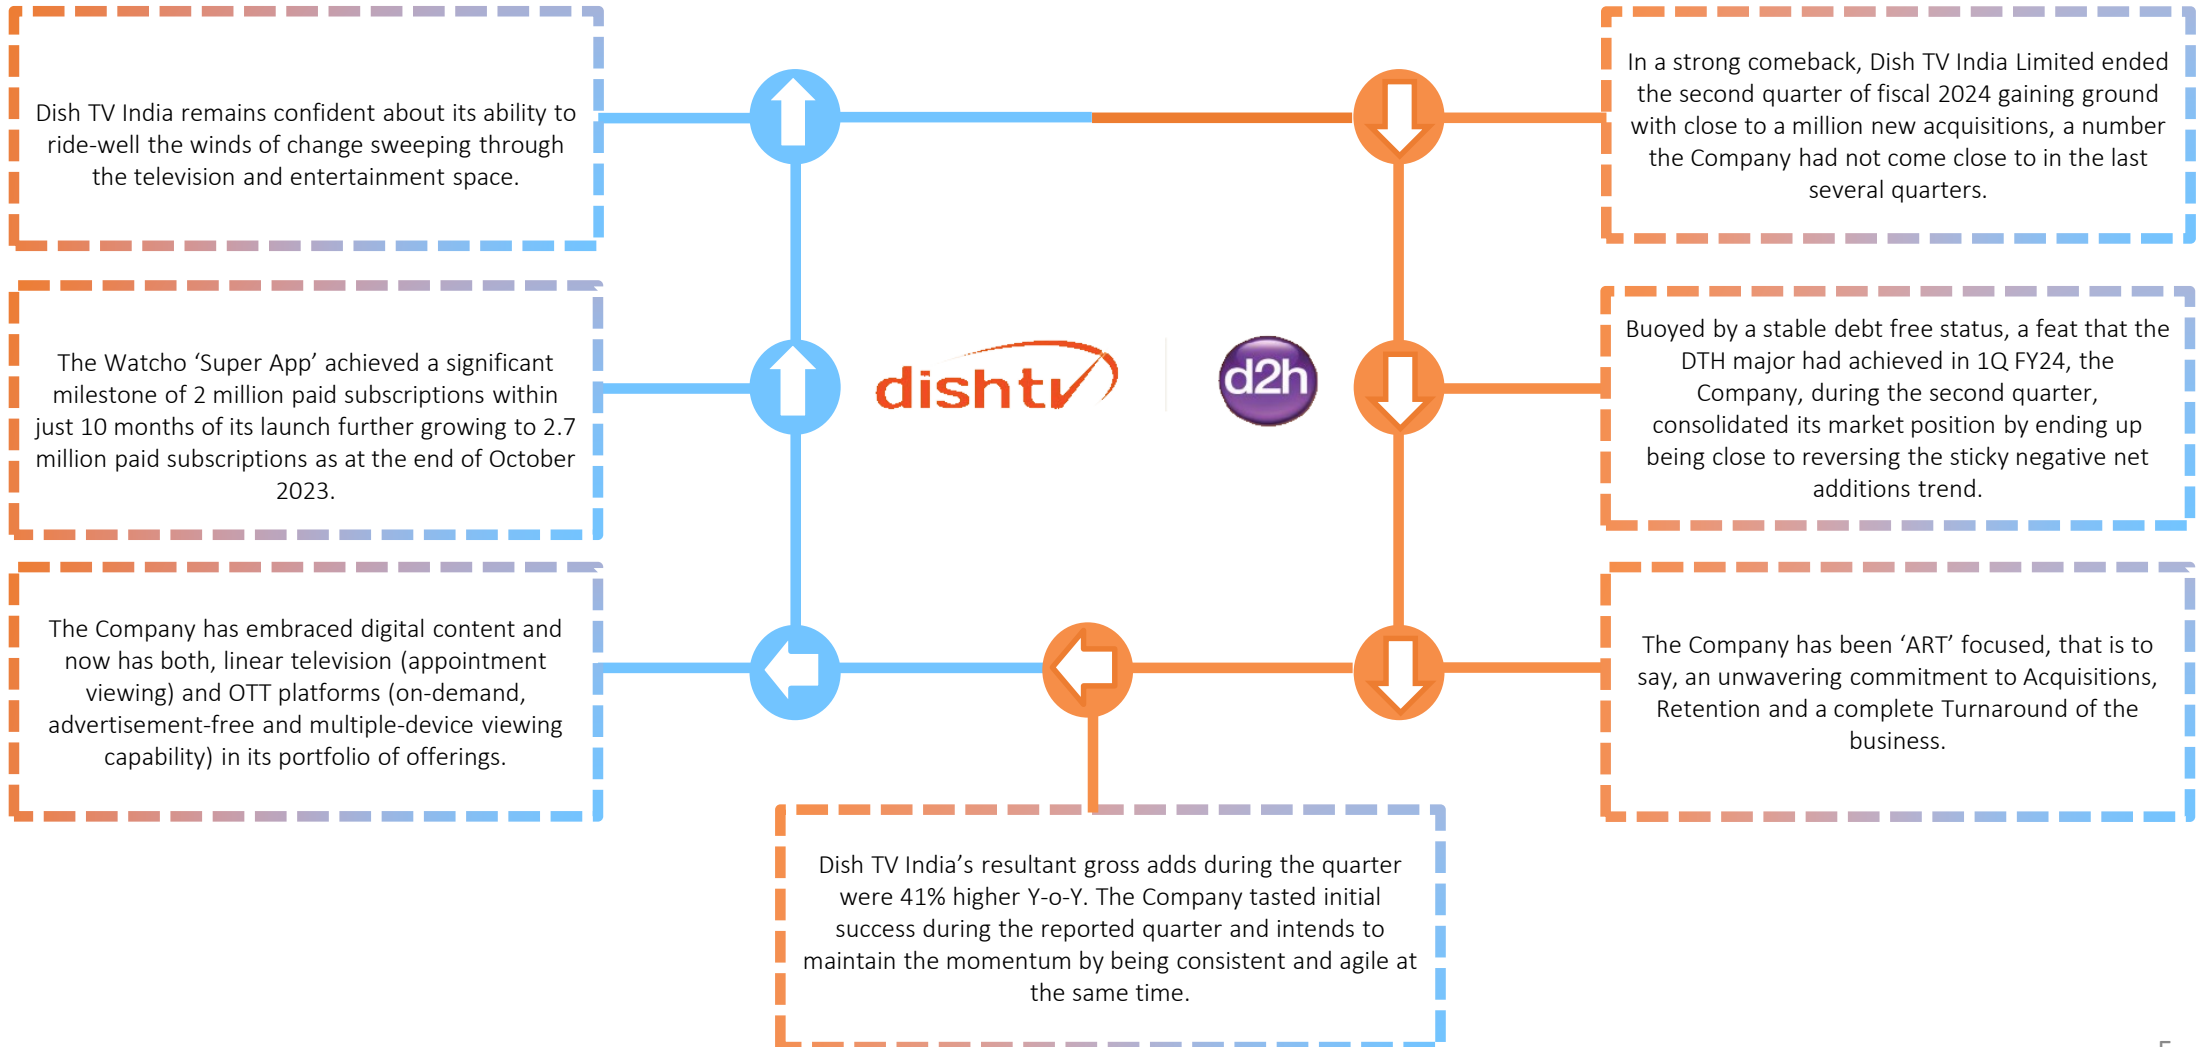 Dish TV India remains confident about its ability to
ride-well the winds of change sweeping through
the television and entertainment space.
The Watcho ‘Super App’ achieved a significant
milestone of 2 million paid subscriptions within
just 10 months of its launch further growing to 2.7
million paid subscriptions as at the end of October
2023.
The Company has embraced digital content and
now has both, linear television (appointment
viewing) and OTT platforms (on-demand,
advertisement-free and multiple-device viewing
capability) in its portfolio of offerings.
dishtv
d2h
In a strong comeback, Dish TV India Limited ended
the second quarter of fiscal 2024 gaining ground
with close to a million new acquisitions, a number
the Company had not come close to in the last
several quarters.
Buoyed by a stable debt free status, a feat that the
DTH major had achieved in 1Q FY24, the
Company, during the second quarter,
consolidated its market position by ending up
being close to reversing the sticky negative net
additions trend.
The Company has been ‘ART’ focused, that is to
say, an unwavering commitment to Acquisitions,
Retention and a complete Turnaround of the
business.
Dish TV India’s resultant gross adds during the quarter
were 41% higher Y-o-Y. The Company tasted initial
success during the reported quarter and intends to
maintain the momentum by being consistent and agile at
the same time.